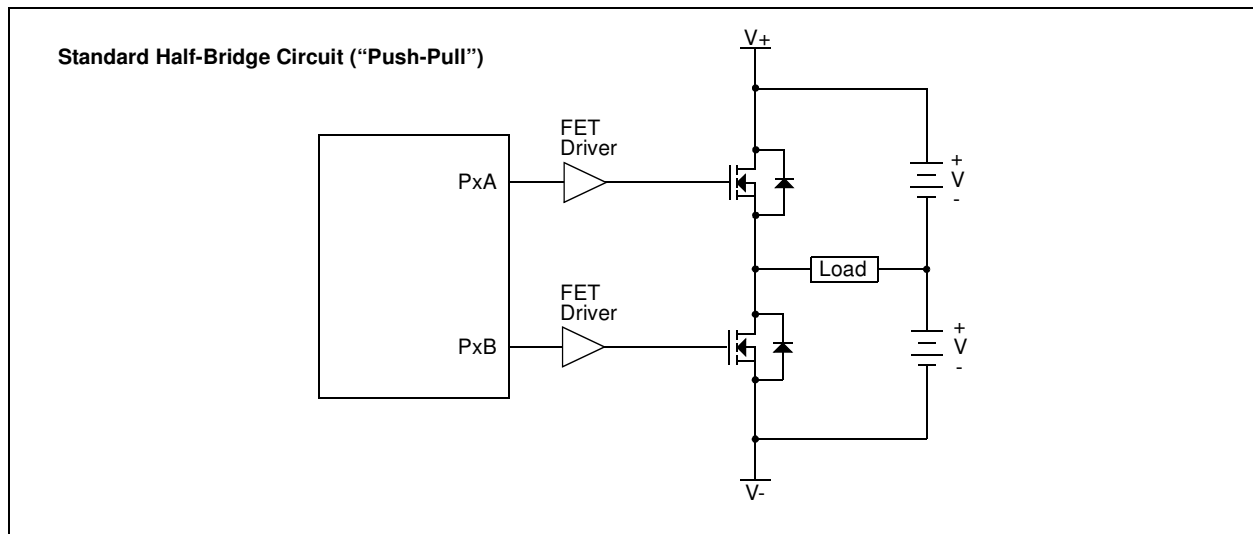 Standard Half-Bridge Circuit (“Push-Pull”)
V+
FET
Driver
PxA
+
V
-
Load
FET
Driver
PxB
+
V
-
V-